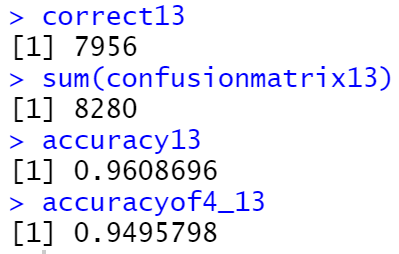 > correct13
[1] 7956
> sum(confusionmatrix13)
[1] 8280
> accuracy13
[1] 0.9608696
> accuracyof4_13
[1] 0.9495798